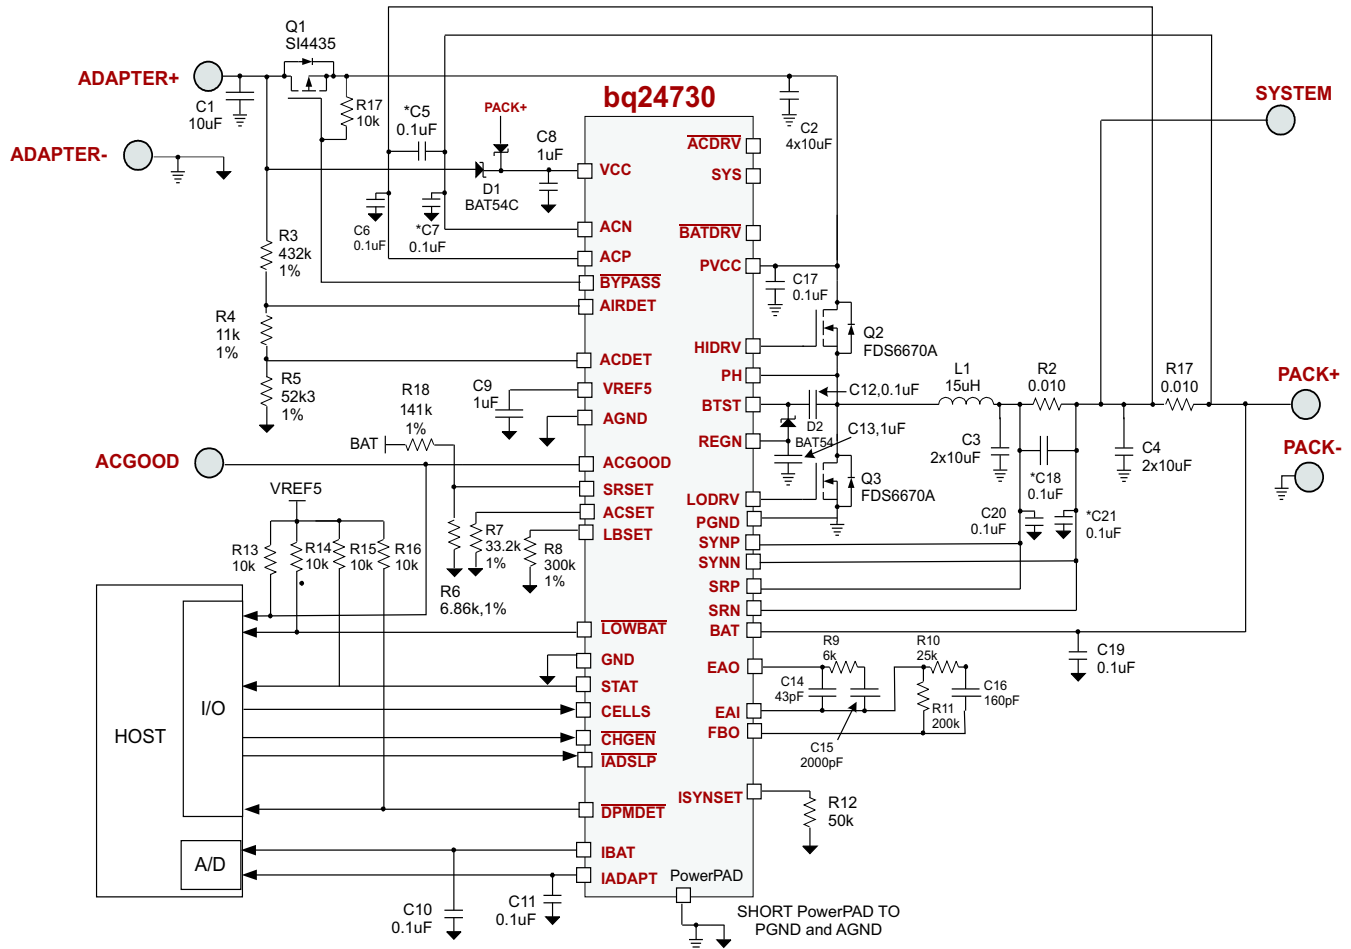 Q1
SI4435
ADAPTER+
C1
10uF
R17
10k
*C5
0.1uF
PACK+
C8
1uF
bq24730
C2
4x10uF
SYSTEM
ADAPTER-
D1
BAT54C
VCC
ACDRV
SYS
C6
0.1uF
*C7
0.1uF
ACN
BATDRV
R3
432k
1%
ACP
PVCC
BYPASS
C17
0.1uF
AIRDET
R4
11k
1%
Q2
FDS6670A
HIDRV
ACDET
PH
R5
52k3
1%
R18
141k
1%
C9
1uF
VREF5
C12,0.1uF
L1
15uH
R2
0.010
R17
0.010
PACK+
BTST
AGND
D2
BAT54
C13,1uF
REGN
BAT
C3
2x10uF
C4
2x10uF
PACK-
ACGOOD
ACGOOD
*C18
0.1uF
Q3
FDS6670A
SRSET
LODRV
VREF5
ACSET
PGND
C20
0.1uF
*C21
0.1uF
LBSET
SYNP
R13
10k
R14
10k
R15
10k
R16
10k
R7
33.2k
1%
R8
300k
1%
SYNN
R6
6.86k,1%
SRP
SRN
LOWBAT
BAT
GND
EAO
R9
6k
R10
25k
C19
0.1uF
STAT
C14
43pF
C16
160pF
I/O
CELLS
EAI
R11
200k
HOST
CHGEN
FBO
C15
2000pF
IADSLP
ISYNSET
R12
50k
DPMDET
A/D
IBAT
IADAPT
PowerPAD
C10
0.1uF
C11
0.1uF
SHORT PowerPAD TO
PGND and AGND